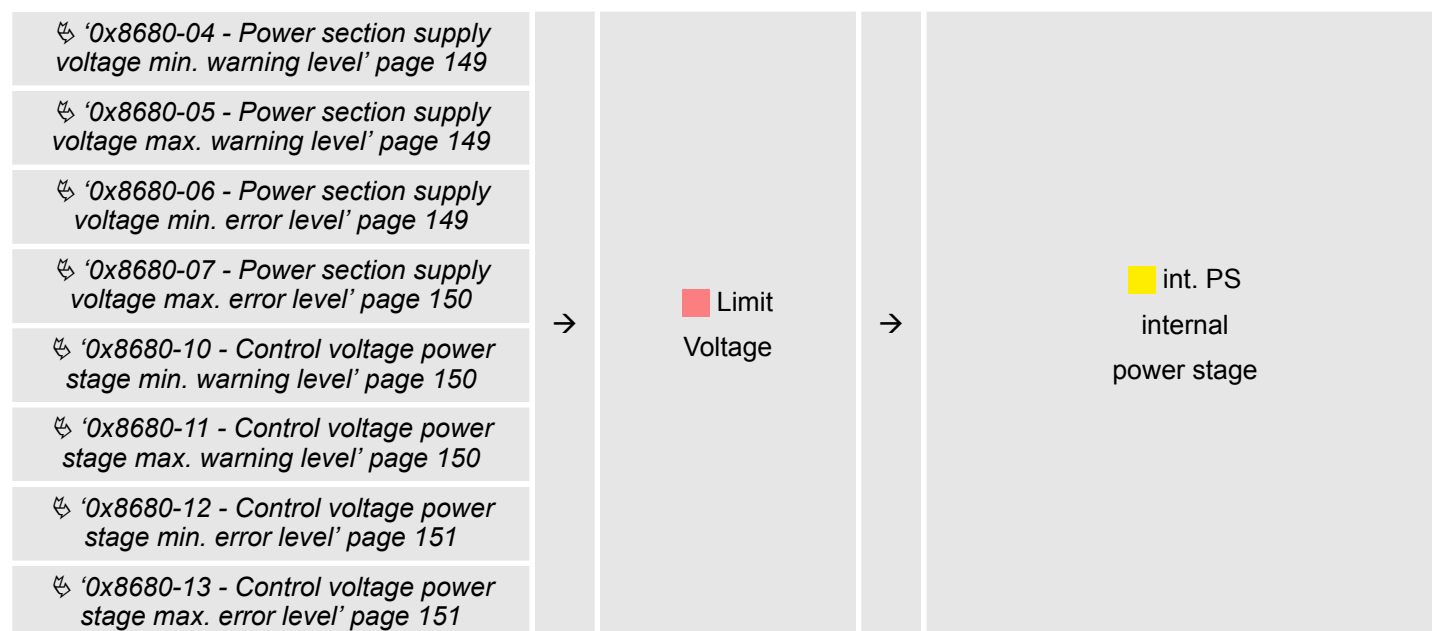 ⮱ ‘0x8680-04 - Power section supply
voltage min. warning level’ page 149
⮱ ‘0x8680-05 - Power section supply
voltage max. warning level’ page 149
⮱ ‘0x8680-06 - Power section supply
voltage min. error level’ page 149
⮱ ‘0x8680-07 - Power section supply
voltage max. error level’ page 150
⮱ ‘0x8680-10 - Control voltage power
stage min. warning level’ page 150
⮱ ‘0x8680-11 - Control voltage power
stage max. warning level’ page 150
⮱ ‘0x8680-12 - Control voltage power
stage min. error level’ page 151
⮱ ‘0x8680-13 - Control voltage power
stage max. error level’ page 151
→
Limit
Voltage
→
int. PS
internal
power stage